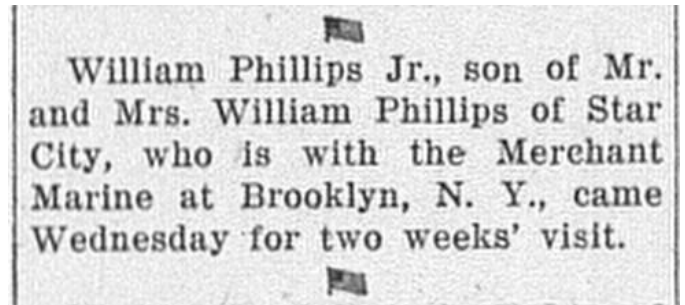 William Phillips Jr., son of Mr.
and Mrs. William Phillips of Star
City, who is with the Merchant
Marine at Brooklyn, N. Y., came
Wednesday for two weeks' visit.